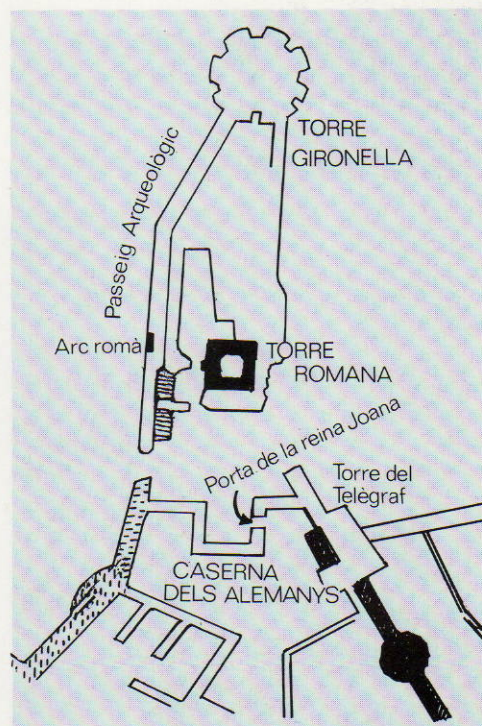 TORRE
GIRONELLA
Passeig Arqueològic
Arc romà
TORRE
ROMANA
Porta de la reina Joana
Torre del
Telègraf
CASERNA
DELS ALEMANYS